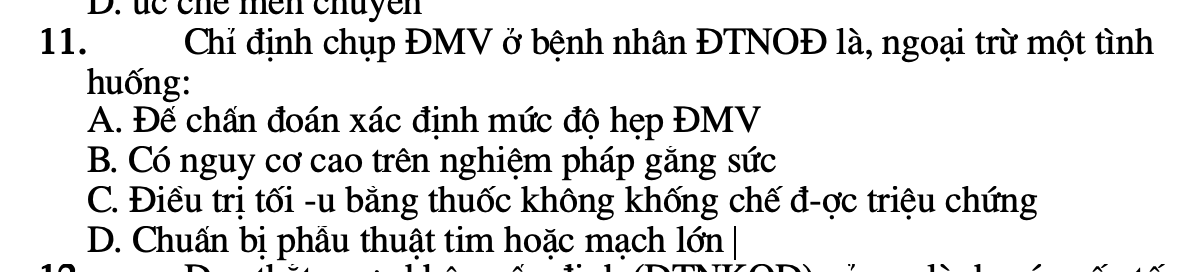 D. ức chế men chuyển
11. Chỉ định chụp ĐMV ở bệnh nhân ĐTNOĐ là, ngoại trừ một tình
huống:
A. Để chẩn đoán xác định mức độ hẹp ĐMV
B. Có nguy cơ cao trên nghiệm pháp gắng sức
C. Điều trị tối -u bằng thuốc không khống chế đ-ợc triệu chứng
D. Chuẩn bị phẫu thuật tim hoặc mạch lớn |